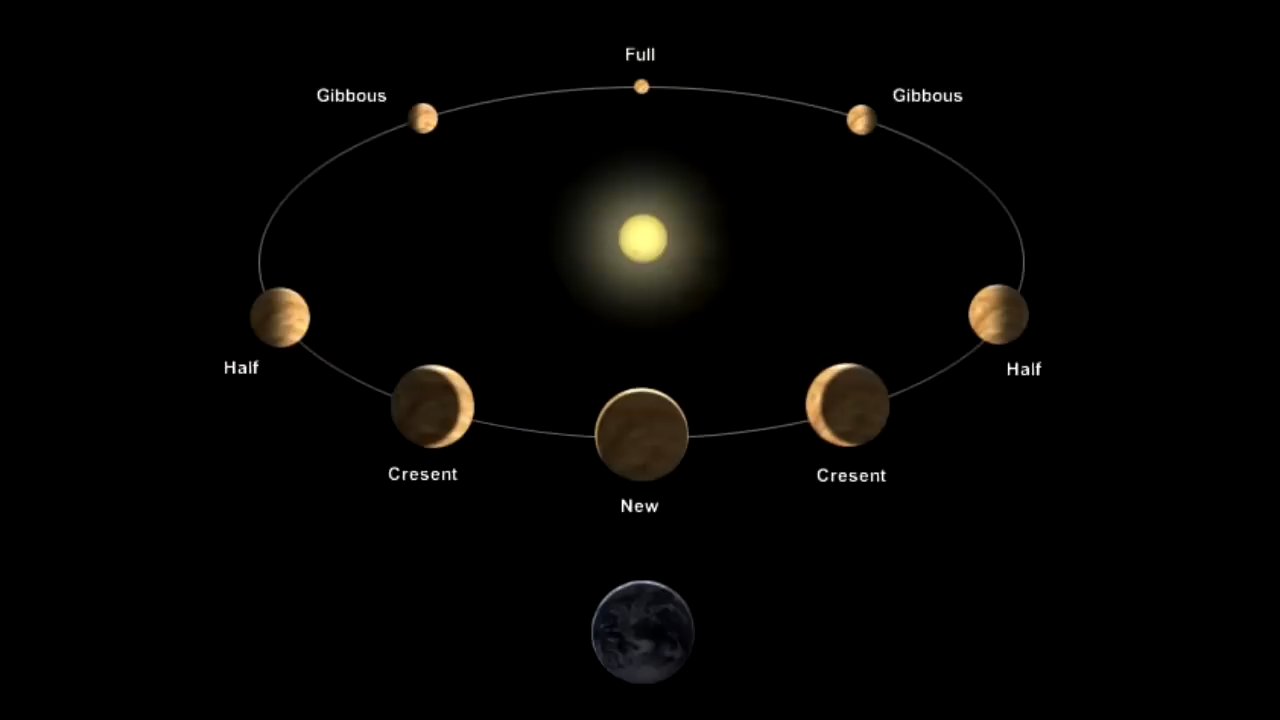 Full
Gibbous
Gibbous
Half
Half
Cresent
Cresent
New